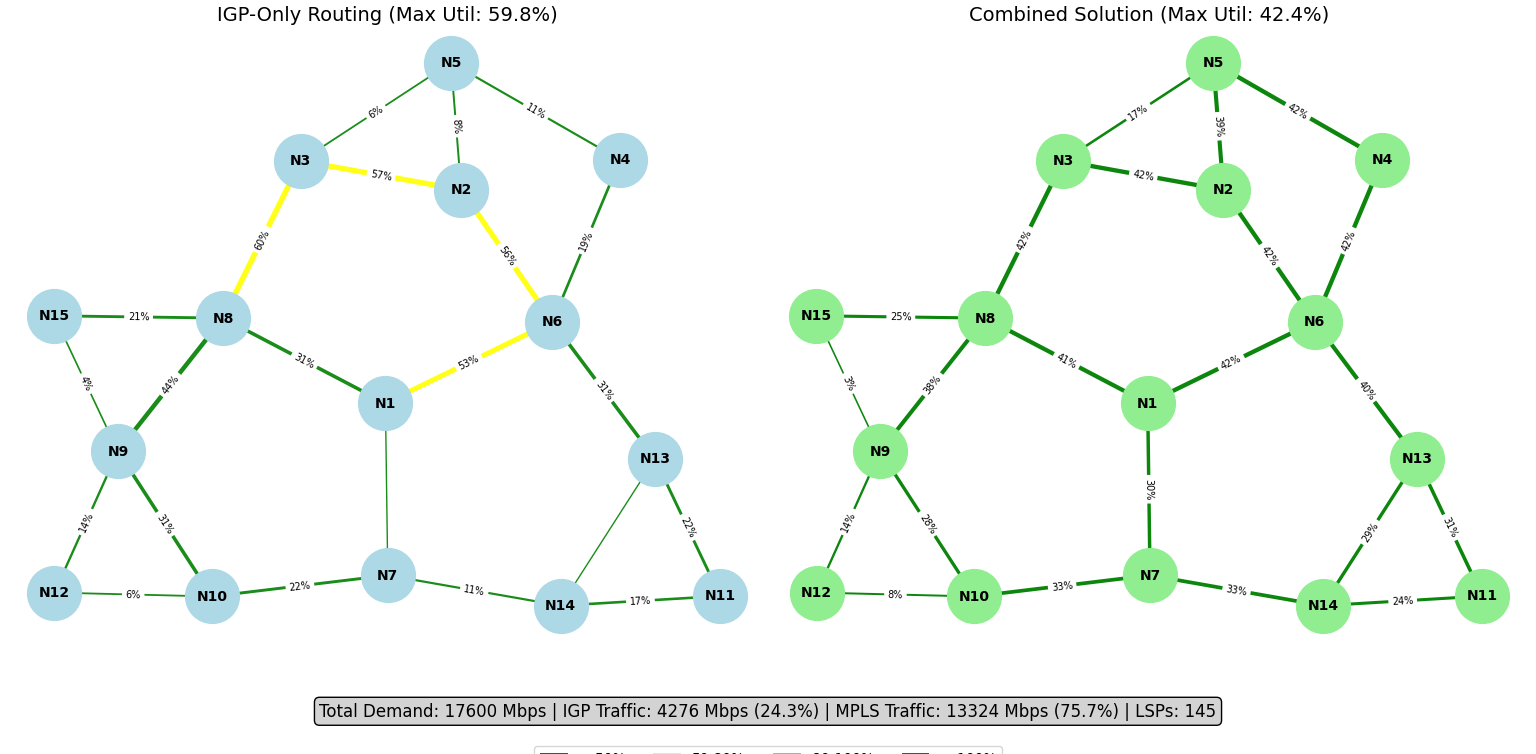 IGP-Only Routing (Max Util: 59.8%)
N5
6%
8%
11%
N3
57%
N2
N4
60%
56%
19%
N15
21%
N8
31%
53%
N6
4%
44%
N1
31%
N9
N13
14%
31%
22%
N12
6%
N10
22%
N7
11%
N14
17%
N11
Combined Solution (Max Util: 42.4%)
N5
17%
39%
42%
N3
42%
N2
N4
42%
42%
42%
N15
25%
N8
41%
42%
N6
3%
38%
N1
40%
N9
N13
14%
28%
30%
29%
31%
N12
8%
N10
33%
N7
33%
N14
24%
N11
Total Demand: 17600 Mbps | IGP Traffic: 4276 Mbps (24.3%) | MPLS Traffic: 13324 Mbps (75.7%) | LSPs: 145